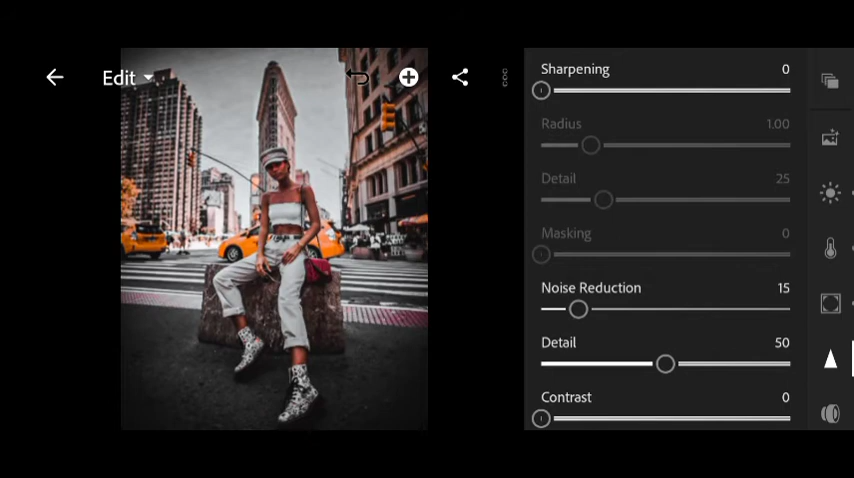 Edit
Sharpening 0
Radius 1.00
Detail 25
Masking 0
Noise Reduction 15
Detail 50
Contrast 0